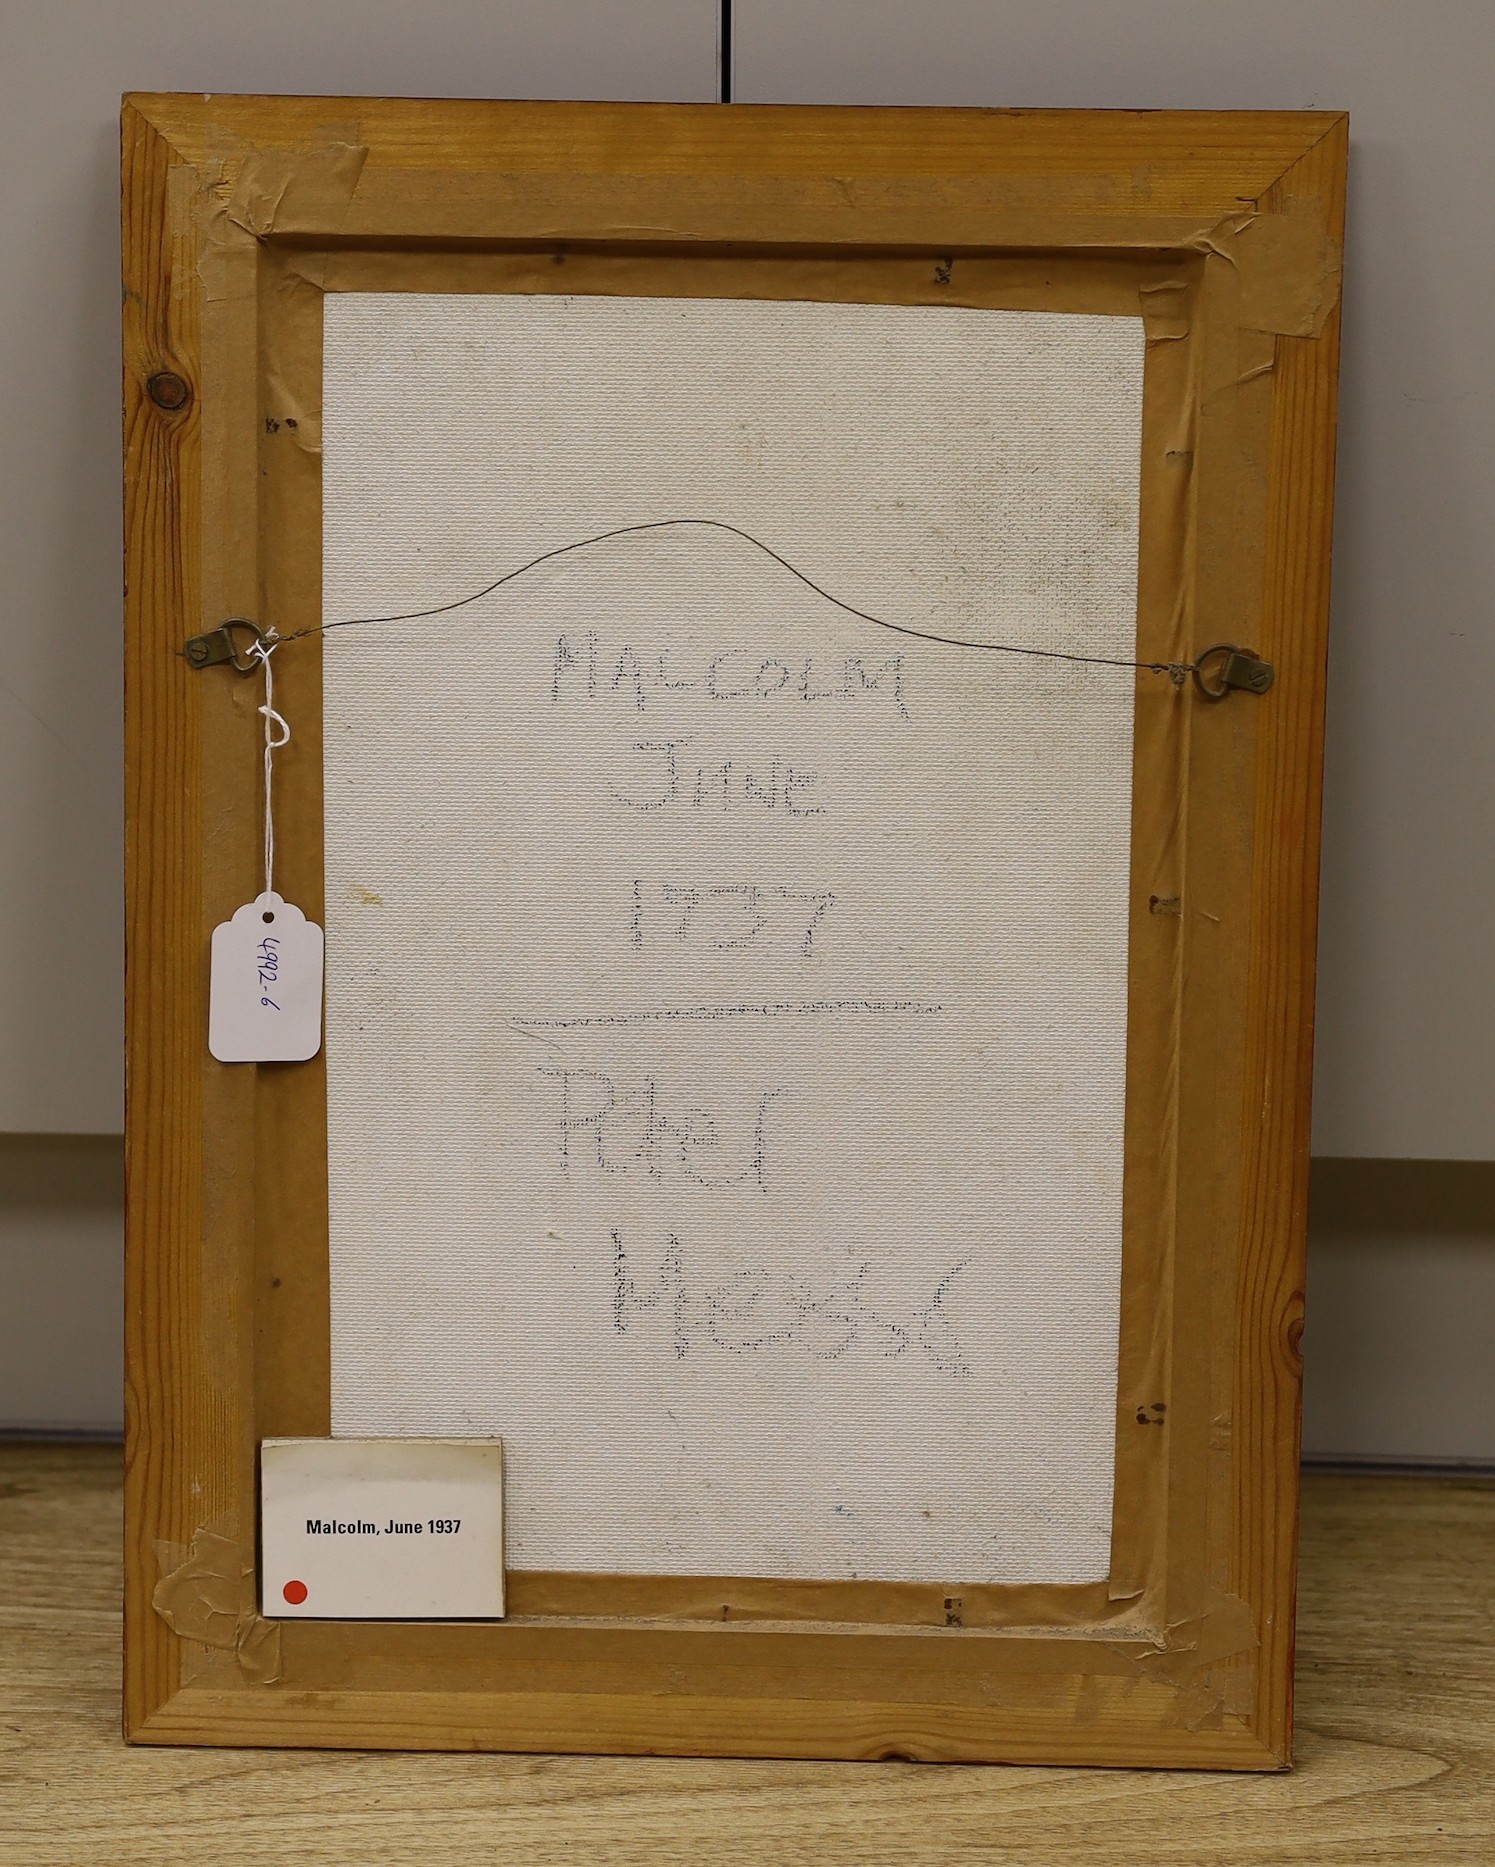 MALCOLM
June
1937
Peter
Messer
4992-6
Malcolm, June 1937